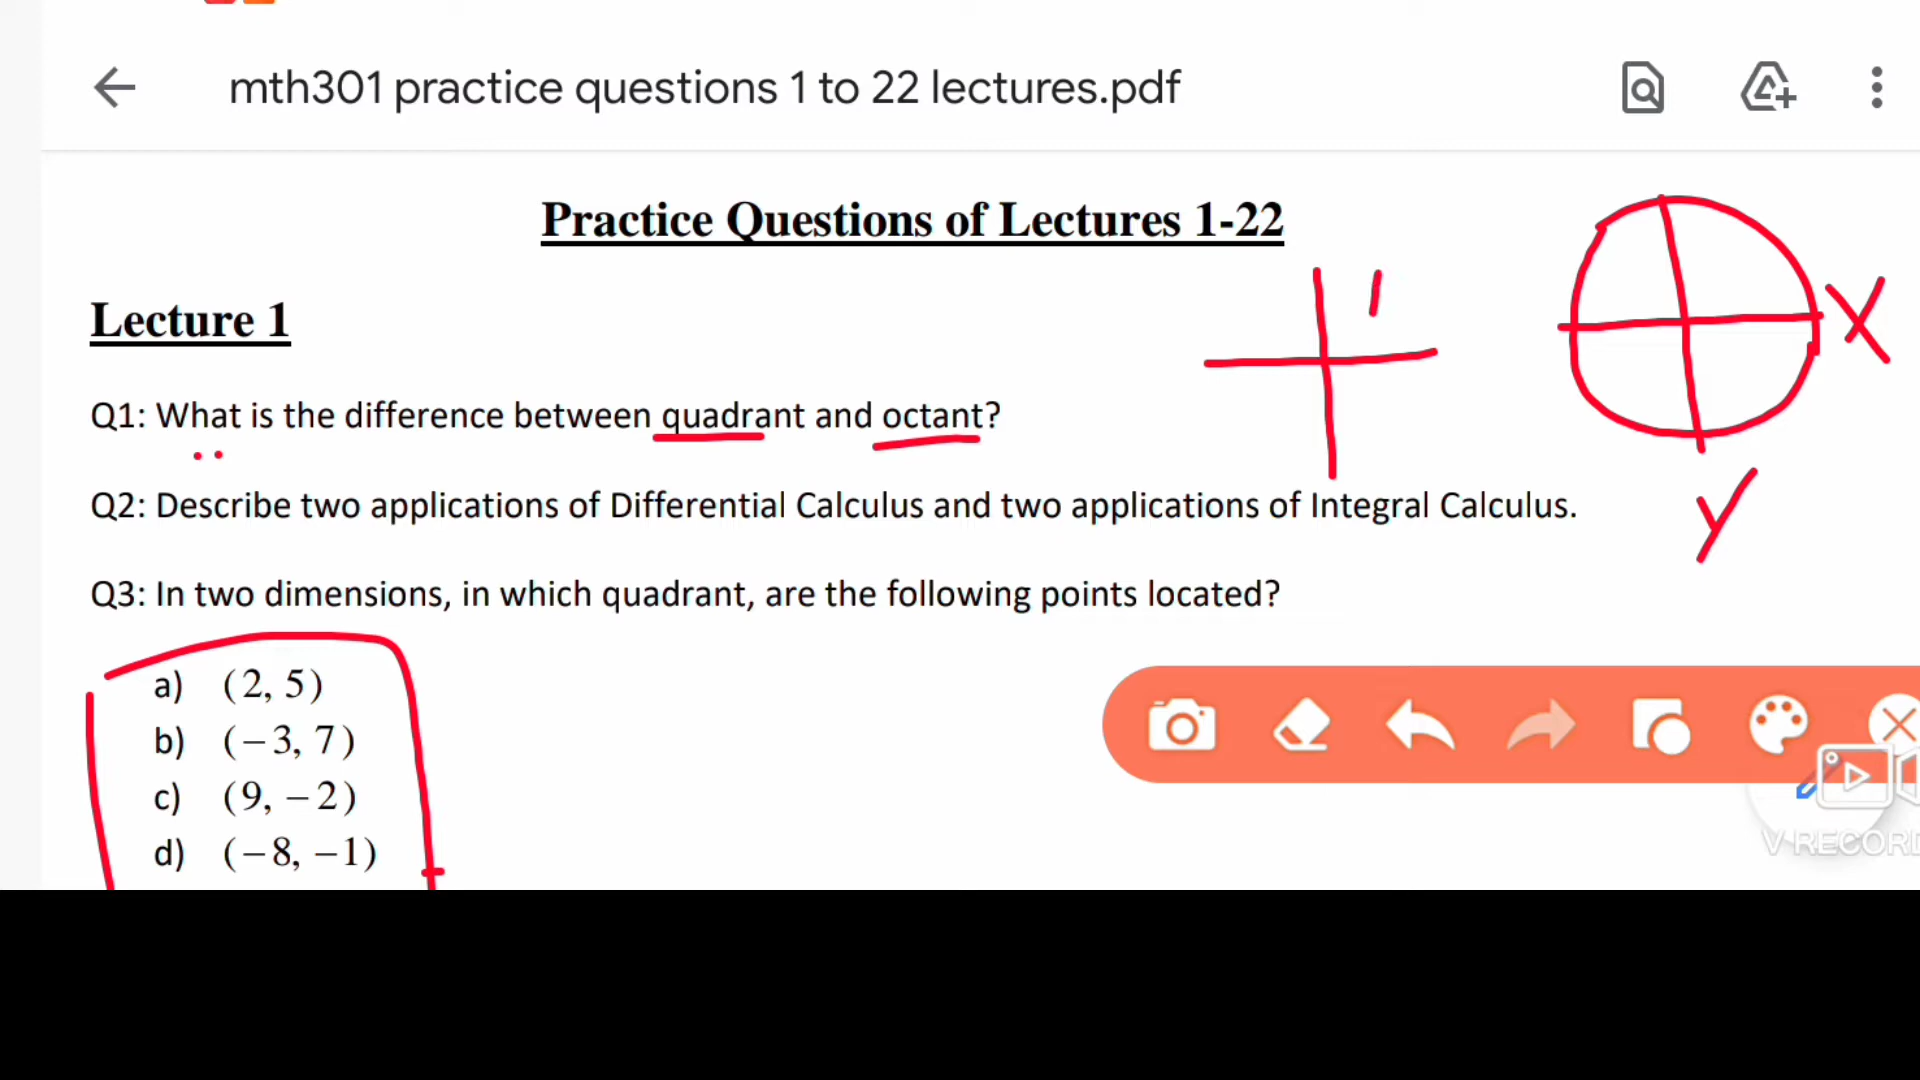 mth301 practice questions 1 to 22 lectures.pdf
Practice Questions of Lectures 1-22
Lecture 1
Q1: What is the difference between quadrant and octant?
Q2: Describe two applications of Differential Calculus and two applications of Integral Calculus.
Q3: In two dimensions, in which quadrant, are the following points located?
a) (2, 5)
b) (−3, 7)
c) (9, −2)
d) (−8, −1)
1
X
Y
V RECORD